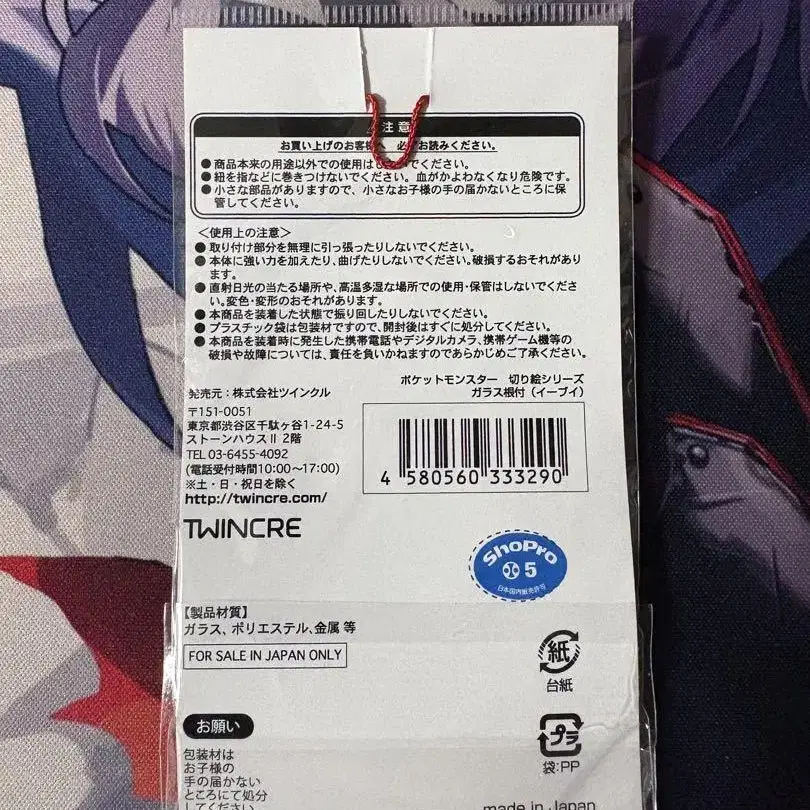 注意
お買い上げのお客様へ 必ずお読みください。
●商品本来の用途以外での使用はしないでください。
●紐を指などに巻きつけないでください。血がかよわなくなり危険です。
●小さな部品がありますので、小さなお子様の手の届かないところに保
管してください。
＜使用上の注意＞
●取り付け部分を無理に引っ張ったりしないでください。
●本体に強い力を加えたり、曲げたりしないでください。破損するおそれがあり
ます。
●直射日光の当たる場所や、高温多湿な場所での使用・保管はしないでくださ
い。変色・変形のおそれがあります。
●本商品を装着した状態で振り回したりしないでください。
●プラスチック袋は包装材ですので、開封後はすぐに処分してください。
●本商品を装着時に発生した携帯電話やデジタルカメラ、携帯ゲーム機等の
破損や故障については、責任を負いかねますのであらかじめご了承ください。
ポケットモンスター 切り絵シリーズ
ガラス根付（イーブイ）
発売元：株式会社ツインクル
〒151-0051
東京都渋谷区千駄ヶ谷1-24-5
ストーンハウスⅡ 2階
TEL 03-6455-4092
(電話受付時間10:00〜17:00)
※土・日・祝日を除く
http://twincre.com/
4 580560 333290
TWINCRE
ShoPro
5
日本国内販売許可
【製品材質】
ガラス、ポリエステル、金属 等
FOR SALE IN JAPAN ONLY
紙
台紙
お願い
プラ
袋:PP
包装材は
お子様の
手の届かない
ところにて処分
してください
made in Japan